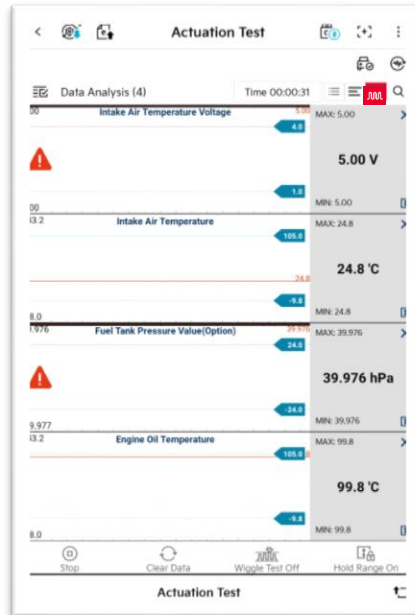 Actuation Test
Data Analysis (4)
Time 00:00:31
Intake Air Temperature Voltage
5.00
MAX: 5.00
4.0
5.00 V
1.0
MIN: 5.00
Intake Air Temperature
MAX: 24.8
105.0
24.8
24.8 'C
-9.8
MIN: 24.8
8.0
Fuel Tank Pressure Value(Option)
39.976
MAX: 39.976
24.0
39.976 hPa
-24.0
MIN: 39.976
9.977
Engine Oil Temperature
MAX: 99.8
105.0
99.8 'C
-9.8
MIN: 99.8
8.0
Stop
Clear Data
Wiggle Test Off
Hold Range On
Actuation Test